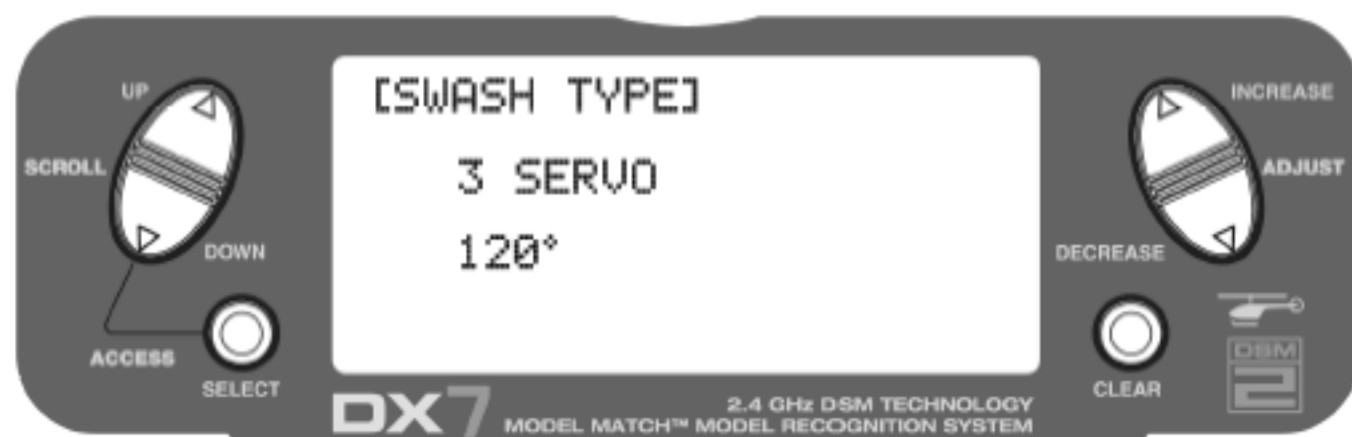 UP
SCROLL
DOWN
ACCESS
SELECT
[SWASH TYPE]
3 SERVO
120°
INCREASE
ADJUST
DECREASE
CLEAR
DSM
2
DX7
2.4 GHz DSM TECHNOLOGY
MODEL MATCH™ MODEL RECOGNITION SYSTEM